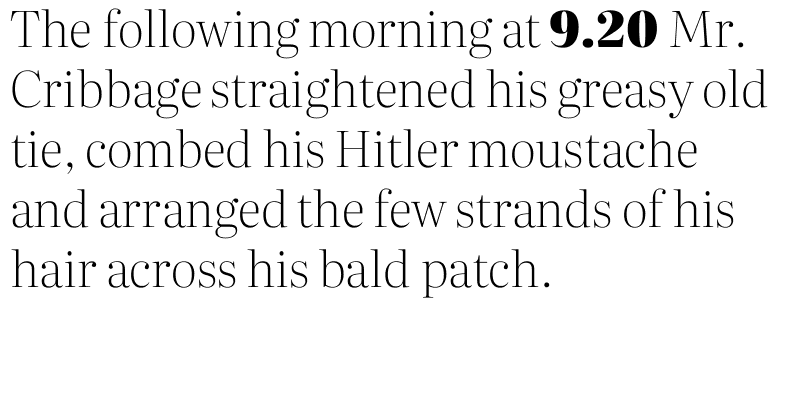 The following morning at 9.20 Mr.
Cribbage straightened his greasy old
tie, combed his Hitler moustache
and arranged the few strands of his
hair across his bald patch.